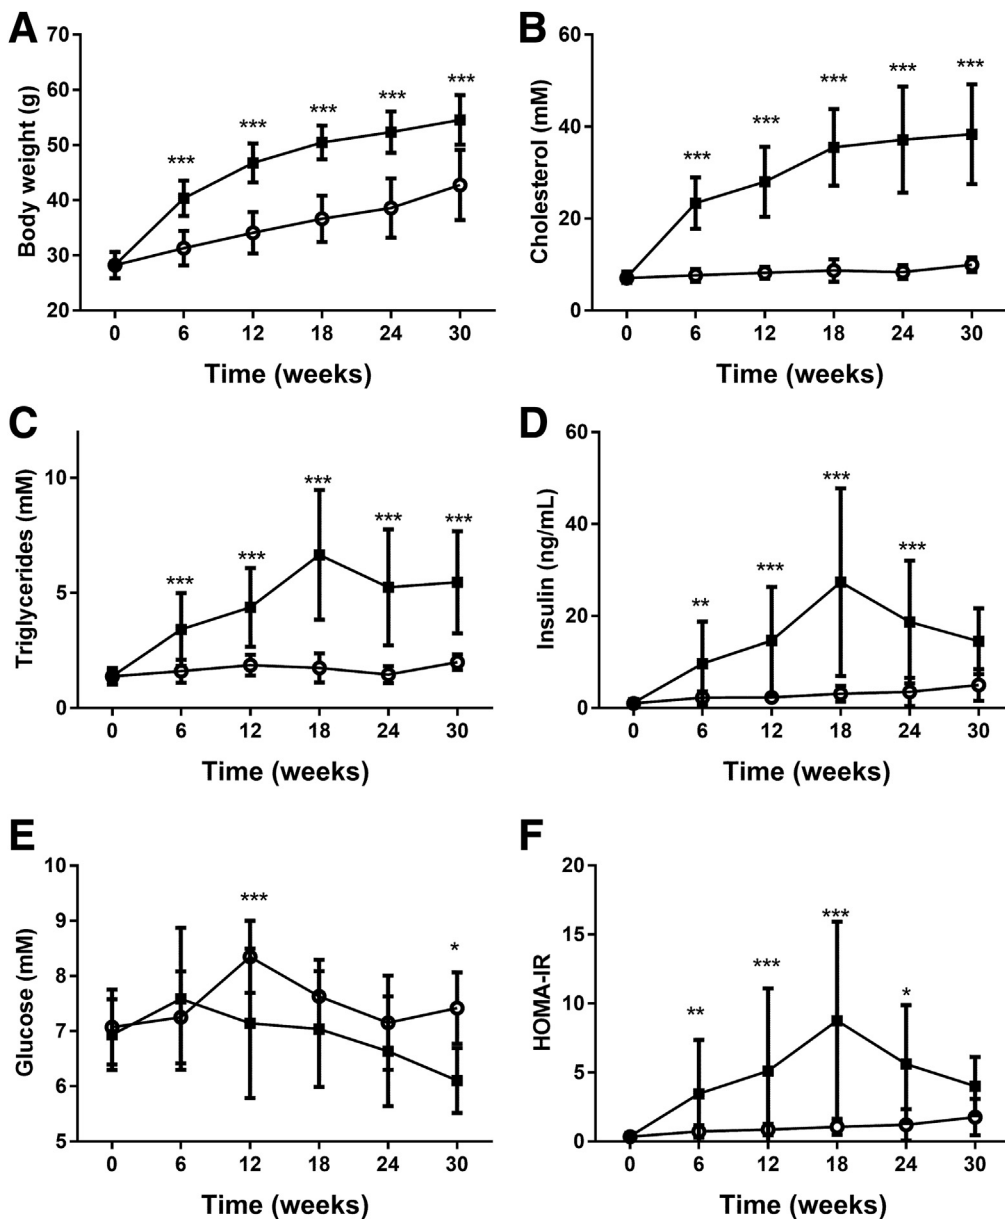 A
B
70
60
50
40
30
20
Body weight (g)
***
***
***
***
***
0 6 12 18 24 30
Time (weeks)
60
40
20
0
Cholesterol (mM)
***
***
***
***
***
0 6 12 18 24 30
Time (weeks)
C
D
10
5
0
Triglycerides (mM)
***
***
***
***
***
0 6 12 18 24 30
Time (weeks)
60
40
20
0
Insulin (ng/mL)
**
***
***
***
0 6 12 18 24 30
Time (weeks)
E
F
10
9
8
7
6
5
Glucose (mM)
***
*
0 6 12 18 24 30
Time (weeks)
20
15
10
5
0
HOMA-IR
**
***
***
*
0 6 12 18 24 30
Time (weeks)